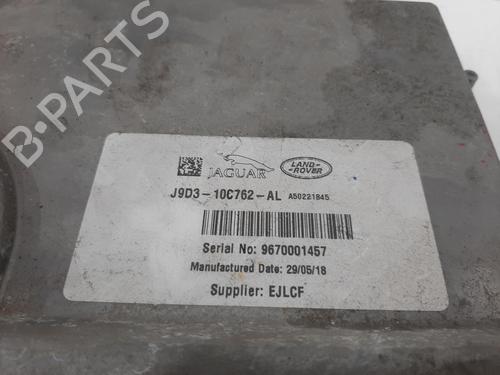 B-PARTS
JAGUAR
LAND-
ROVER
J9D3-10C762-AL A50221845
Serial No: 9670001457
Manufactured Date: 29/05/18
Supplier: EJLCF